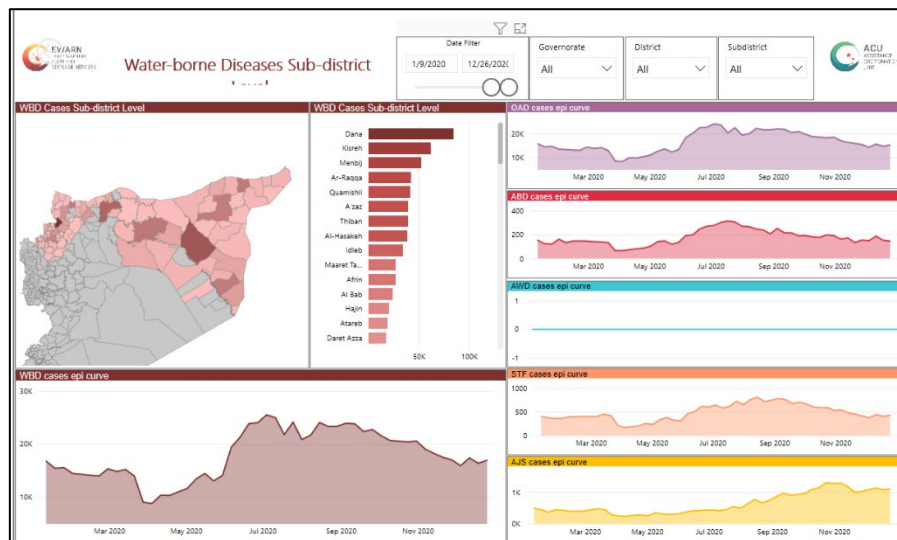 EWARN
Date Filter
1/9/2020
Governorate
All
District
All
Subdistrict
All
ACU
ASSISTANCE
COORDINATION
UNIT
Water-borne Diseases Sub-district
WBD Cases Sub-district Level
WBD Cases Sub-district Level
Dana
Kisreh
Menbij
Ar-Raqqa
Quamishli
A'zaz
Thiban
Al-Hasakeh
Idleb
Maaret Ta...
Afrin
Al Bab
Hajin
Atareb
Daret Azza
50K
100K
OAD cases epi curve
20K
10K
Mar 2020 May 2020 Jul 2020 Sep 2020 Nov 2020
ABD cases epi curve
400
200
0
Mar 2020 May 2020 Jul 2020 Sep 2020 Nov 2020
AWD cases epi curve
1
0
-1
WBD cases epi curve
30K
20K
10K
Mar 2020 May 2020 Jul 2020 Sep 2020 Nov 2020
STF cases epi curve
1000
500
0
Mar 2020 May 2020 Jul 2020 Sep 2020 Nov 2020
AJS cases epi curve
1K
0K
Mar 2020 May 2020 Jul 2020 Sep 2020 Nov 2020